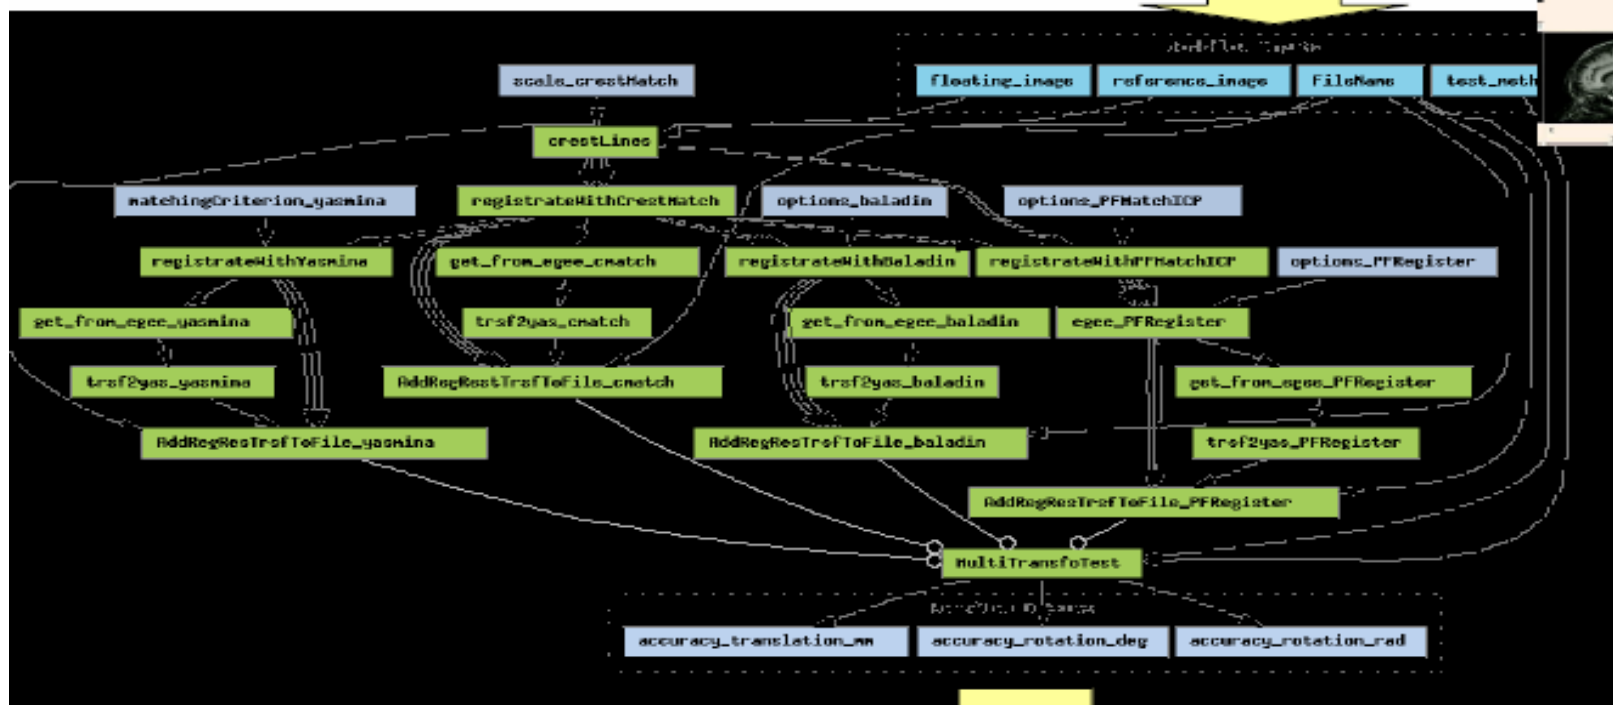 scale_crestMatch
floating_image
reference_image
FileName
crestLines
matchingCriterion_yasmina
registrateWithCrestMatch
options_baladin
options_PFMatchICP
registrateWithYasmina
get_from_egee_cmatch
registrateWithBaladin
registrateWithPFMatchICP
options_PFRegister
get_from_egee_yasmina
trsf2yas_cmatch
get_from_egee_baladin
egee_PFRegister
trsf2yas_yasmina
AddRegRestTrsfToFile_cmatch
trsf2yas_baladin
get_from_egee_PFRegister
AddRegResTrsfToFile_yasmina
AddRegResTrsfToFile_baladin
trsf2yas_PFRegister
AddRegResTrsfToFile_PFRegister
MultiTransfoTest
accuracy_translation_mm
accuracy_rotation_deg
accuracy_rotation_rad